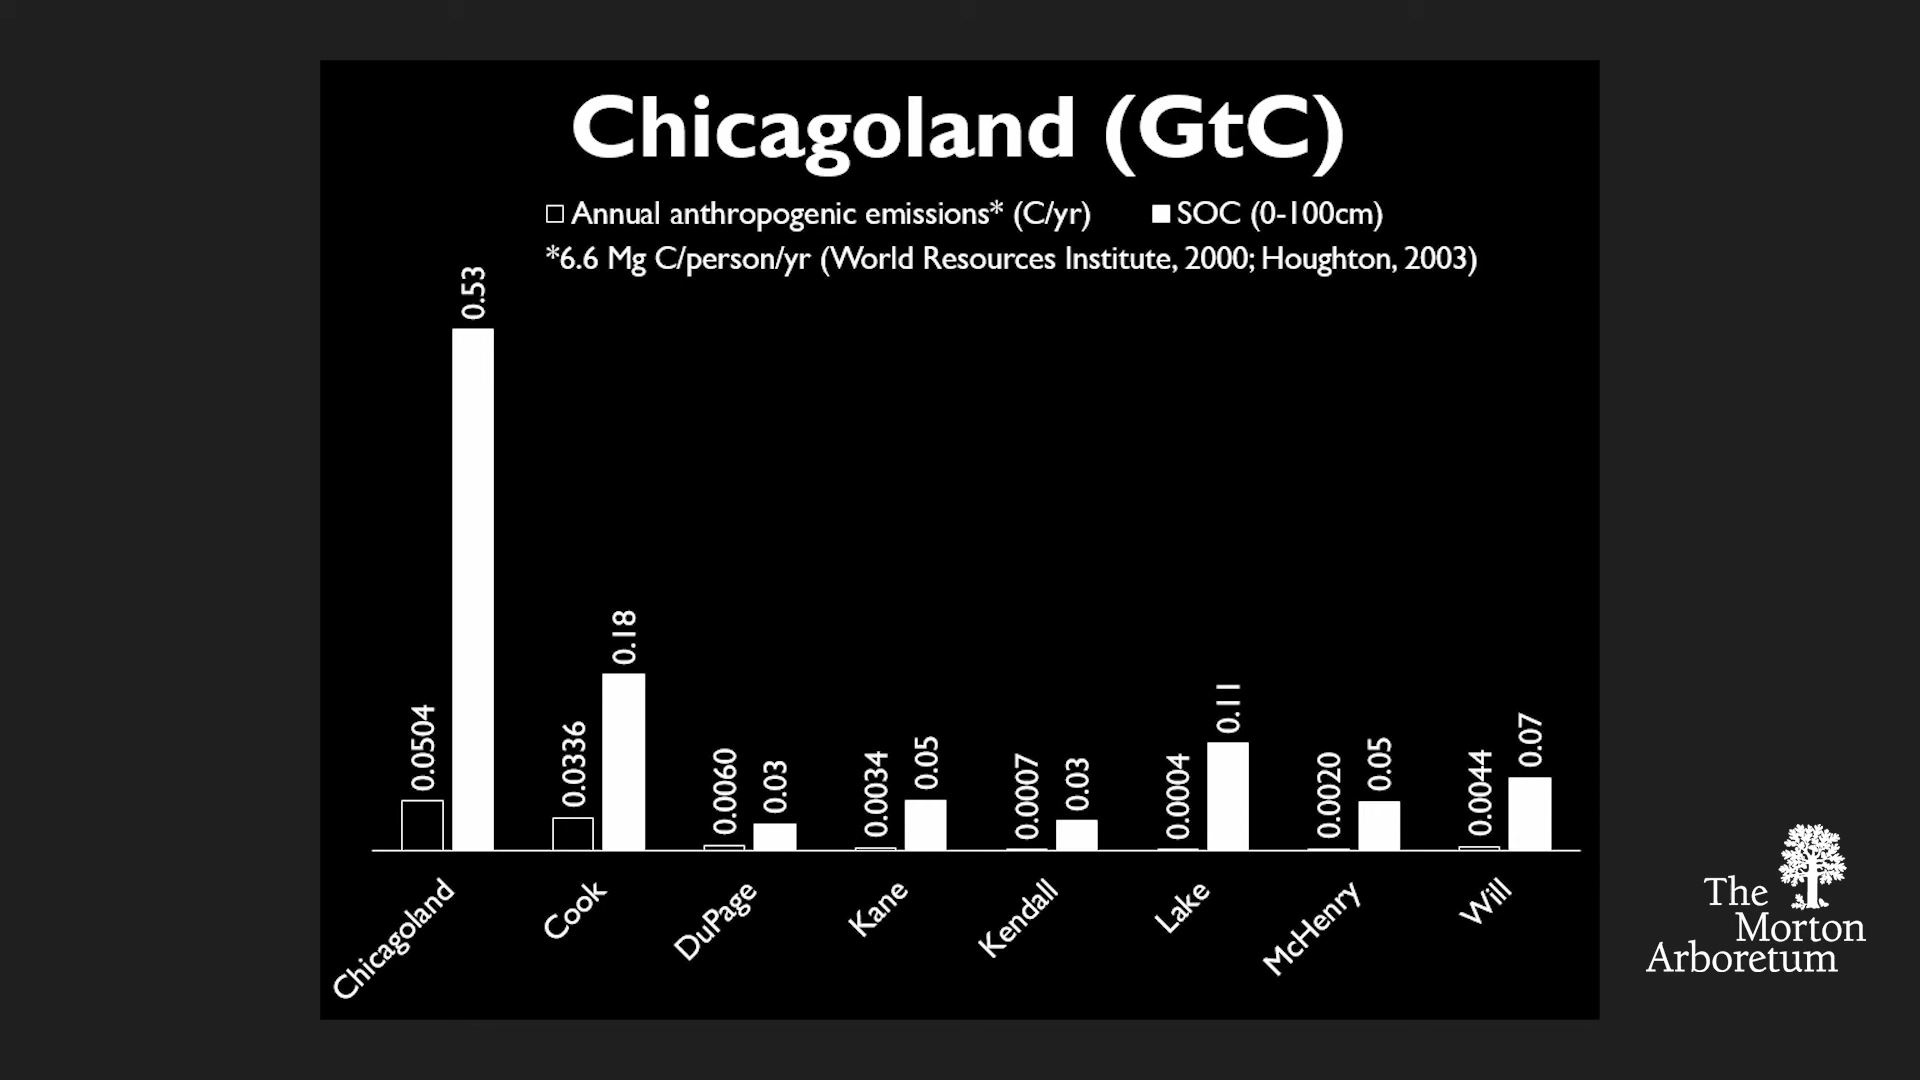 Chicagoland (GtC)
Annual anthropogenic emissions* (C/yr) SOC (0-100cm)
*6.6 Mg C/person/yr (World Resources Institute, 2000; Houghton, 2003)
0.0504
0.53
0.0336
0.18
0.0060
0.03
0.0034
0.05
0.0007
0.03
0.0004
0.11
0.0020
0.05
0.0044
0.07
Chicagoland
Cook
DuPage
Kane
Kendall
Lake
McHenry
Will
The
Morton
Arboretum